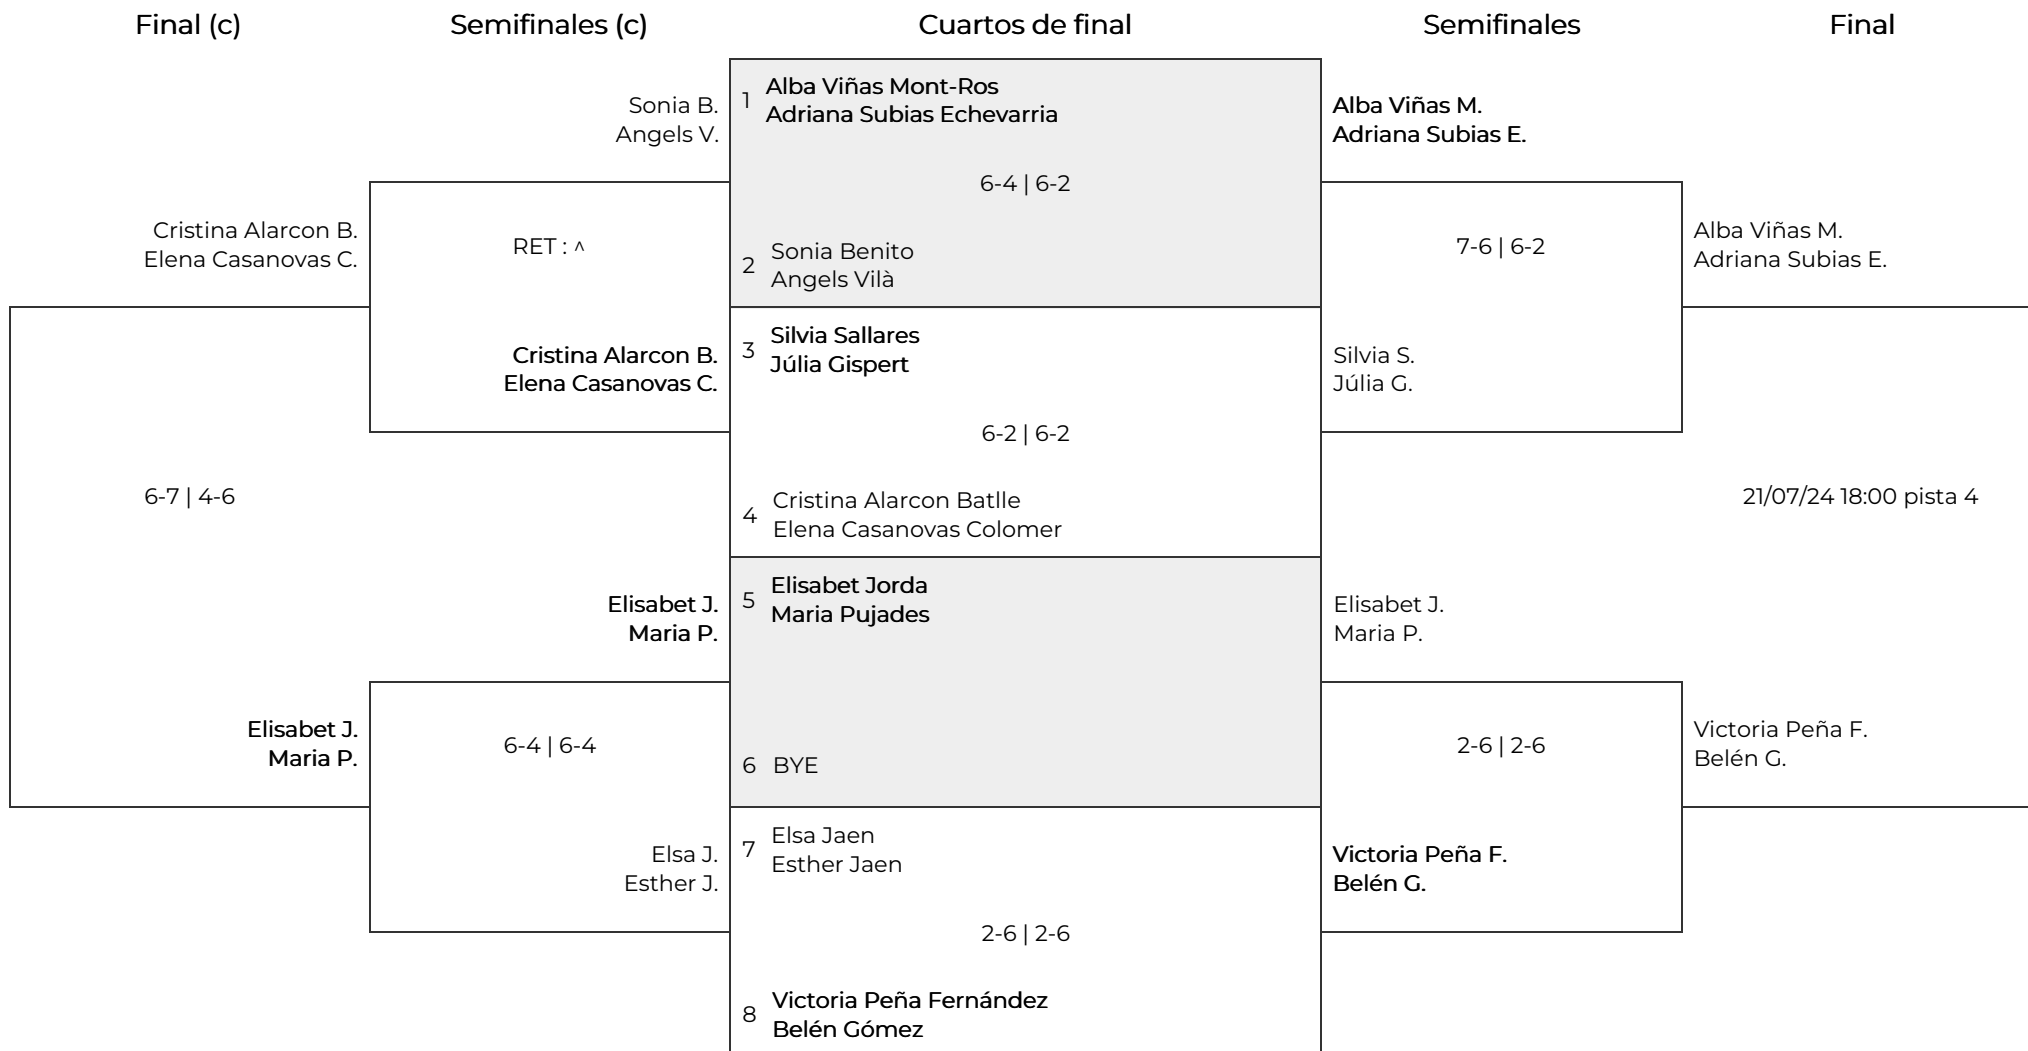 Final (c)
Semifinales (c)
Cuartos de final
Semifinales
Final
Cristina Alarcon B.
Elena Casanovas C.
6-7 | 4-6
Elisabet J.
Maria P.
Sonia B.
Angels V.
RET : ^
Cristina Alarcon B.
Elena Casanovas C.
Elisabet J.
Maria P.
6-4 | 6-4
Elsa J.
Esther J.
1 Alba Viñas Mont-Ros
Adriana Subias Echevarria
6-4 | 6-2
2 Sonia Benito
Angels Vilà
3 Silvia Sallares
Júlia Gispert
6-2 | 6-2
4 Cristina Alarcon Batlle
Elena Casanovas Colomer
5 Elisabet Jorda
Maria Pujades
6 BYE
7 Elsa Jaen
Esther Jaen
2-6 | 2-6
8 Victoria Peña Fernández
Belén Gómez
Alba Viñas M.
Adriana Subias E.
7-6 | 6-2
Silvia S.
Júlia G.
Elisabet J.
Maria P.
2-6 | 2-6
Victoria Peña F.
Belén G.
Alba Viñas M.
Adriana Subias E.
21/07/24 18:00 pista 4
Victoria Peña F.
Belén G.